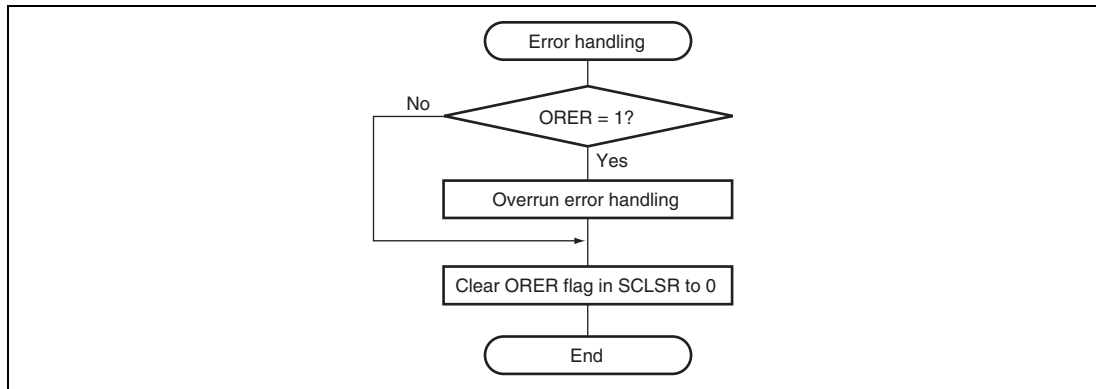 Error handling
No
ORER = 1?
Yes
Overrun error handling
Clear ORER flag in SCLSR to 0
End